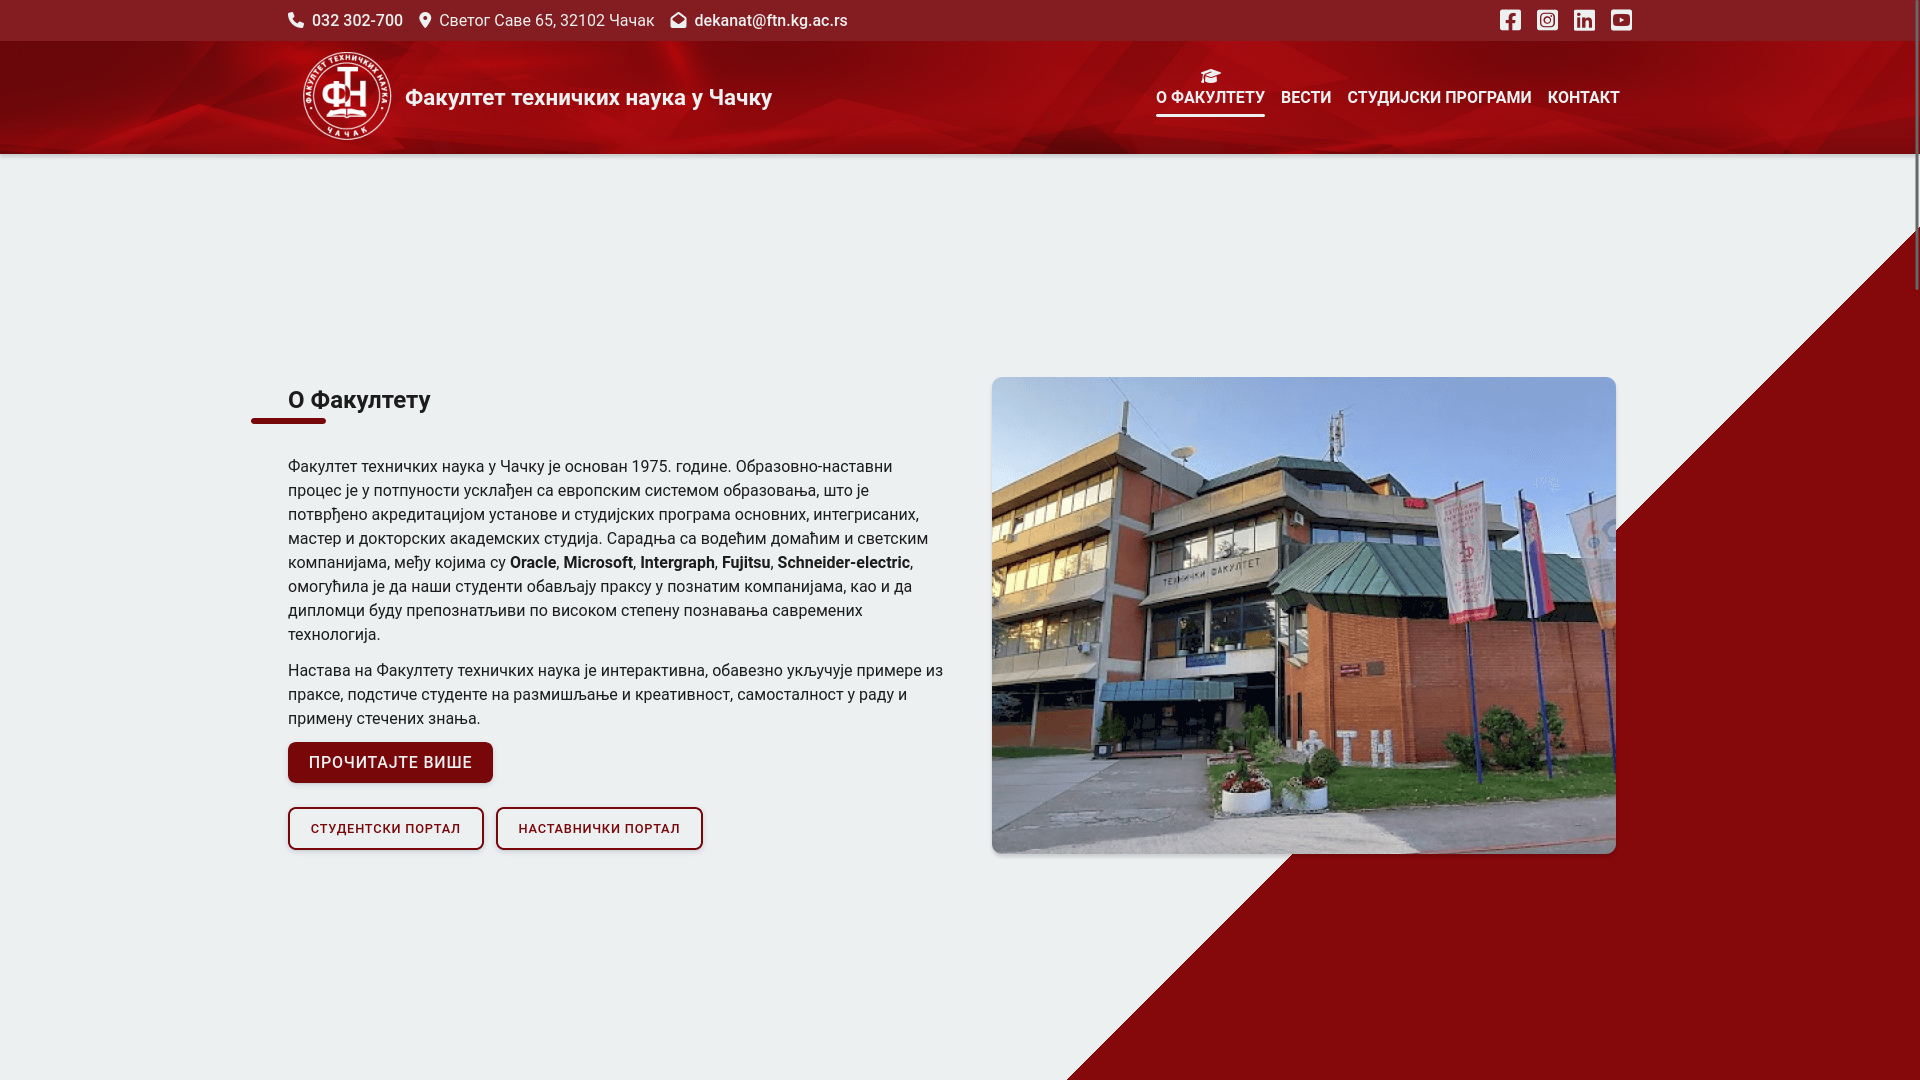 032 302-700
Светог Саве 65, 32102 Чачак
dekanat@ftn.kg.ac.rs
ФАКУЛТЕТ ТЕХНИЧКИХ НАУКА
ФТН
ЧАЧАК
Факултет техничких наука у Чачку
О ФАКУЛТЕТУ
ВЕСТИ
СТУДИЈСКИ ПРОГРАМИ
КОНТАКТ
О Факултету
Факултет техничких наука у Чачку је основан 1975. године. Образовно-наставни
процес је у потпуности усклађен са европским системом образовања, што је
потврђено акредитацијом установе и студијских програма основних, интегрисаних,
мастер и докторских академских студија. Сарадња са водећим домаћим и светским
компанијама, међу којима су Oracle, Microsoft, Intergraph, Fujitsu, Schneider-electric,
омогућила је да наши студенти обављају праксу у познатим компанијама, као и да
дипломци буду препознатљиви по високом степену познавања савремених
технологија.
Настава на Факултету техничких наука је интерактивна, обавезно укључује примере из
праксе, подстиче студенте на размишљање и креативност, самосталност у раду и
примену стечених знања.
ПРОЧИТАЈТЕ ВИШЕ
СТУДЕНТСКИ ПОРТАЛ
НАСТАВНИЧКИ ПОРТАЛ
ТЕХНИЧКИ ФАКУЛТЕТ
ФТН